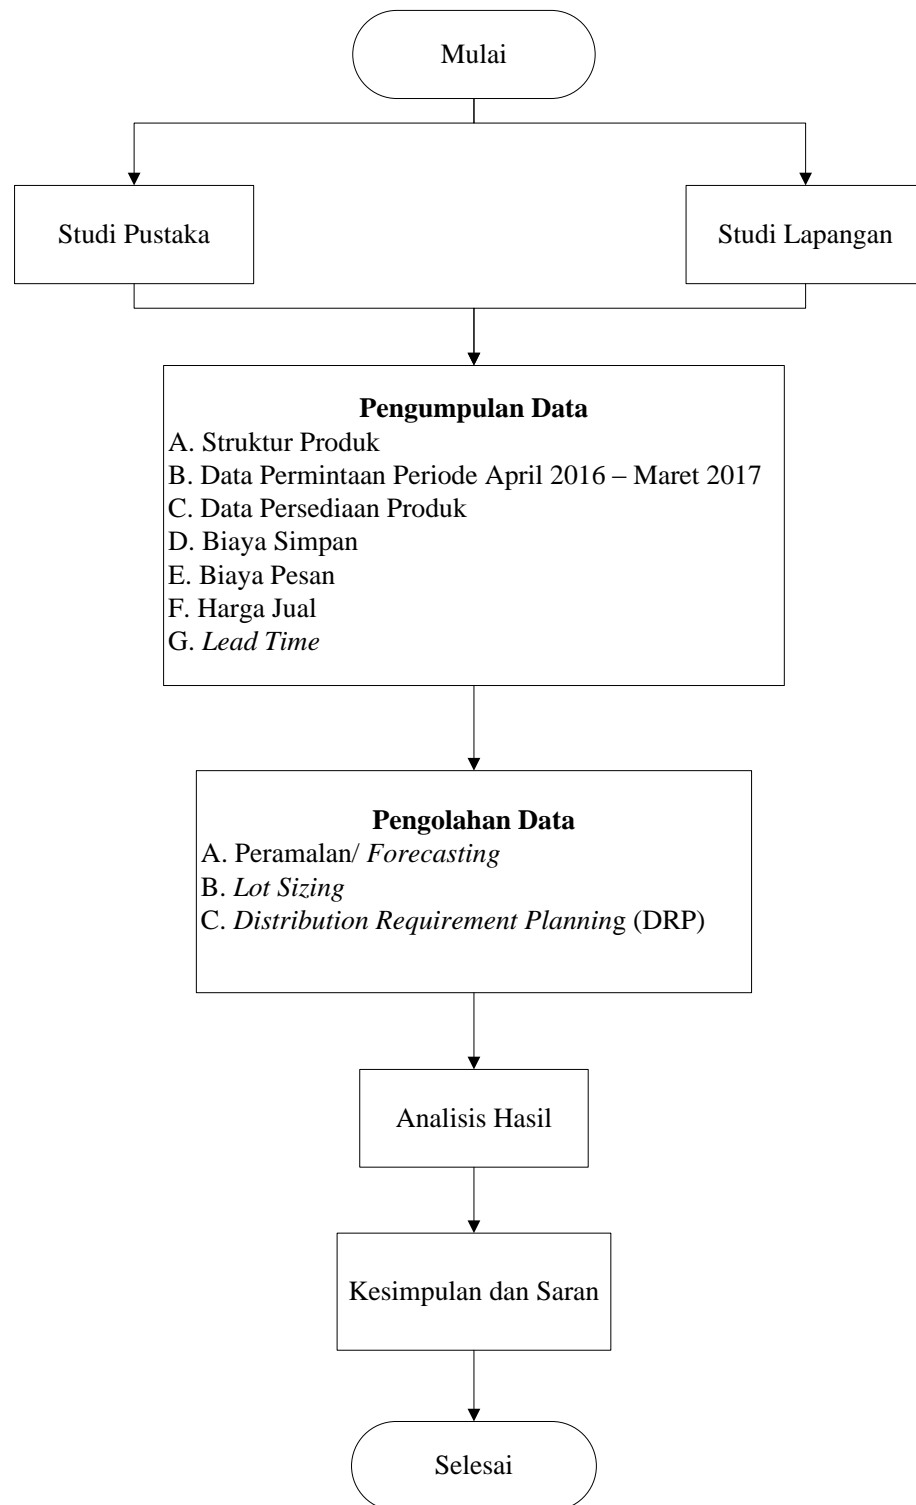 Mulai
Studi Pustaka
Studi Lapangan
Pengumpulan Data
A. Struktur Produk
B. Data Permintaan Periode April 2016 – Maret 2017
C. Data Persediaan Produk
D. Biaya Simpan
E. Biaya Pesan
F. Harga Jual
G. Lead Time
Pengolahan Data
A. Peramalan/ Forecasting
B. Lot Sizing
C. Distribution Requirement Planning (DRP)
Analisis Hasil
Kesimpulan dan Saran
Selesai